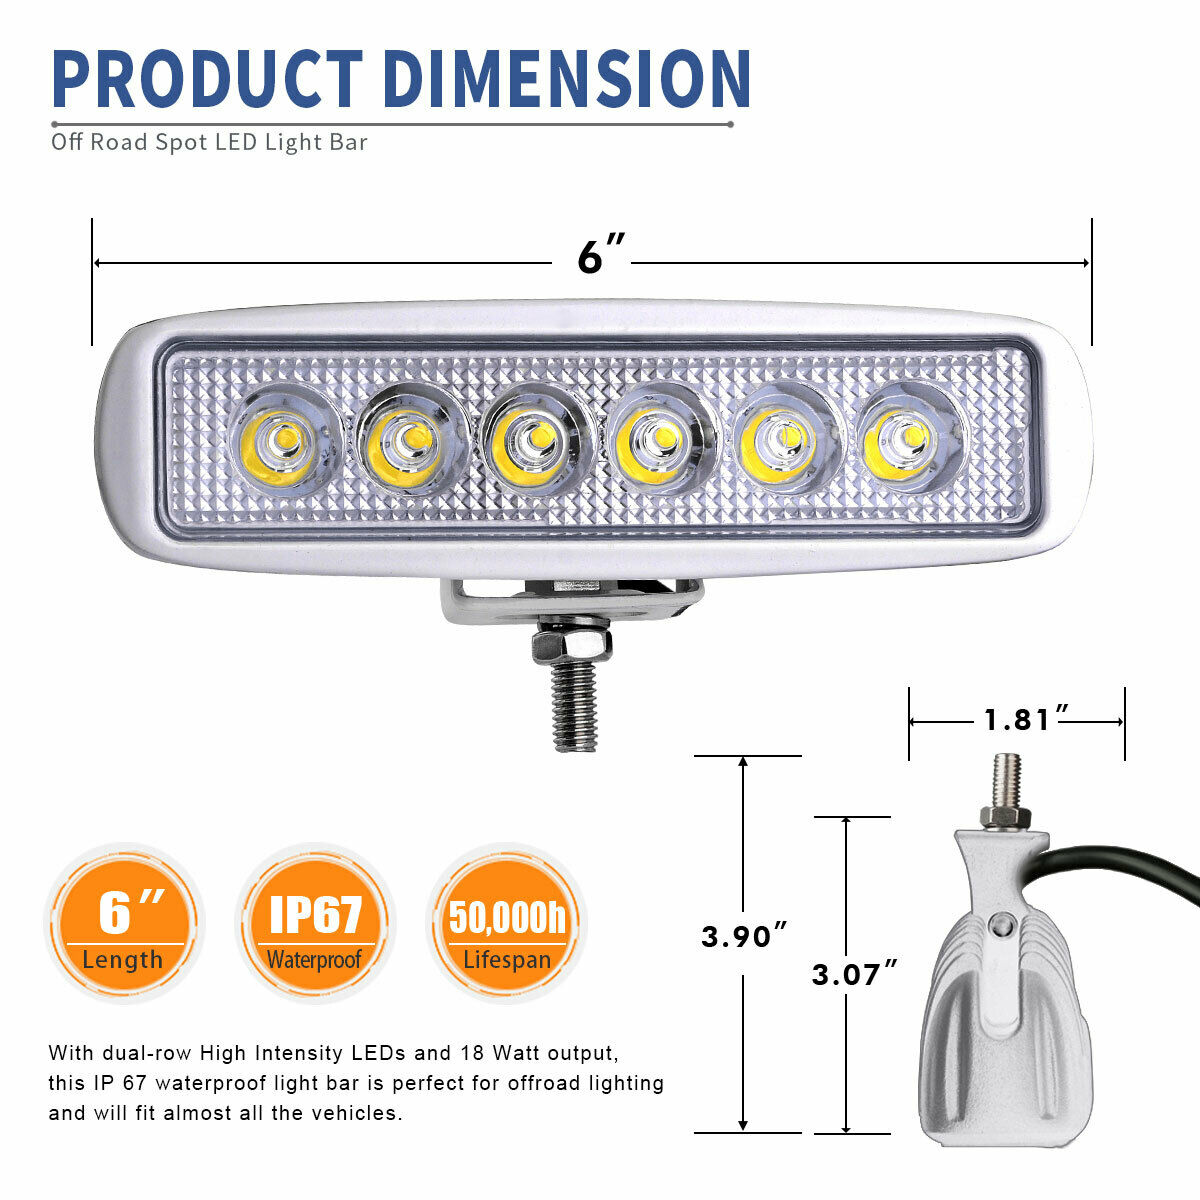 PRODUCT DIMENSION
Off Road Spot LED Light Bar
6″
1.81″
3.90″
3.07″
6″
Length
IP67
Waterproof
50,000h
Lifespan
With dual-row High Intensity LEDs and 18 Watt output,
this IP 67 waterproof light bar is perfect for offroad lighting
and will fit almost all the vehicles.